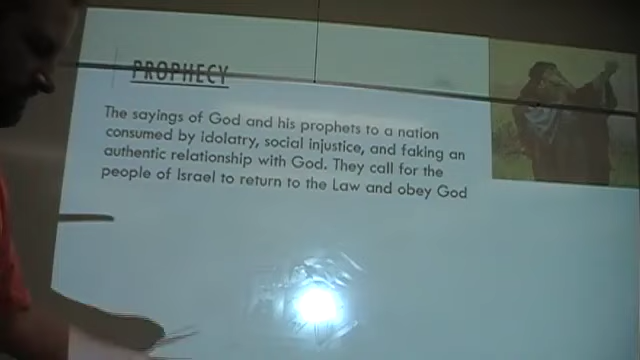 PROPHECY
The sayings of God and his prophets to a nation
consumed by idolatry, social injustice, and faking an
authentic relationship with God. They call for the
people of Israel to return to the Law and obey God